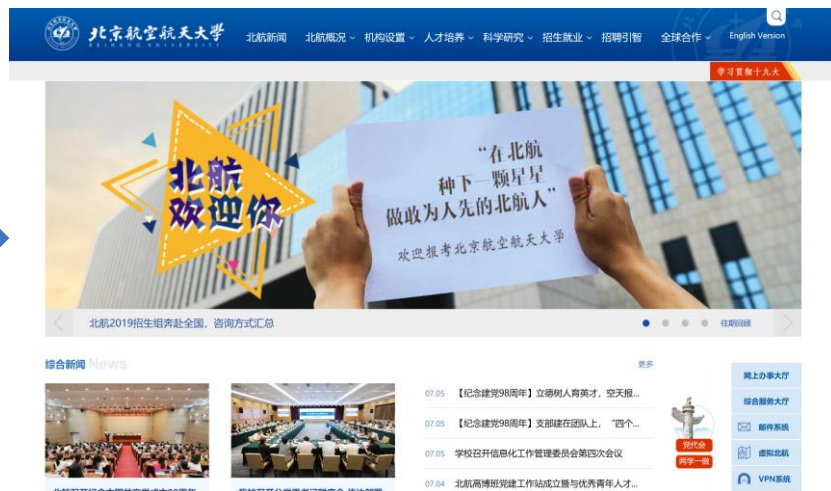 北京航空航天大学
BEIHANG UNIVERSITY
北航新闻 北航概况 机构设置 人才培养 科学研究 招生就业 招聘引智 全球合作 English Version
学习贯彻十九大
北航
欢迎你
“在北航
种下一颗星星
做敢为人先的北航人”
欢迎报考北京航空航天大学
北航2019招生组奔赴全国，咨询方式汇总
往期回顾
综合新闻 News
更多
07.05 【纪念建党98周年】立德树人育英才，空天报...
07.05 【纪念建党98周年】支部建在团队上，“四个...
07.05 学校召开信息化工作管理委员会第四次会议
07.04 北航高博班党建工作站成立暨与优秀青年人才...
党代会
两学一做
网上办事大厅
综合服务大厅
邮件系统
虚拟北航
VPN系统